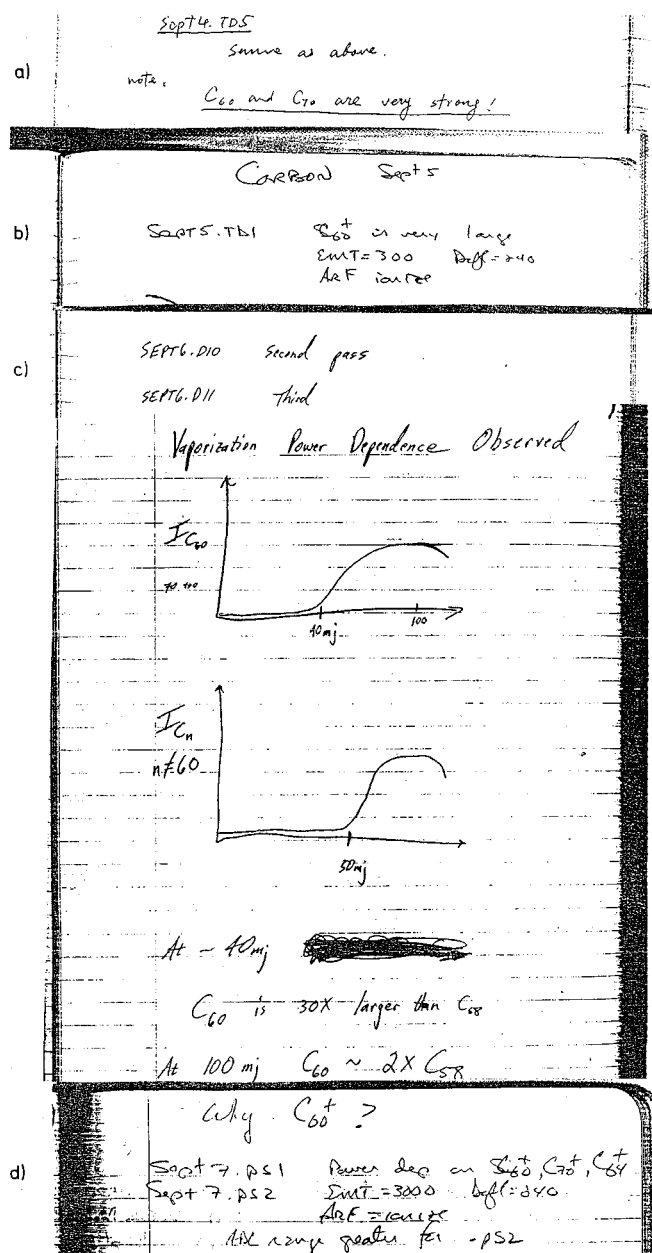 a)
Sept 4. TD5
Same as above.
note.
C60 and C70 are very strong!
b)
CARBON Sept 5
SEPT5.TD1 C60+ is very large
EMT=300 Defl=240
ArF ionize
c)
SEPT6.D10 Second pass
SEPT6.D11 Third
Vaporization Power Dependence Observed
IC60
40mj 100
ICn
n≠60
50mj
At ~ 40mj
C60 is 30X larger than C58
At 100 mj C60 ~ 2X C58
d)
Why C60+ ?
Sept 7.PS1 Power dep on C60+, C70+, C64+
Sept 7.PS2 EMT=3000 Defl=240
ArF = ionize
range greater for .PS2